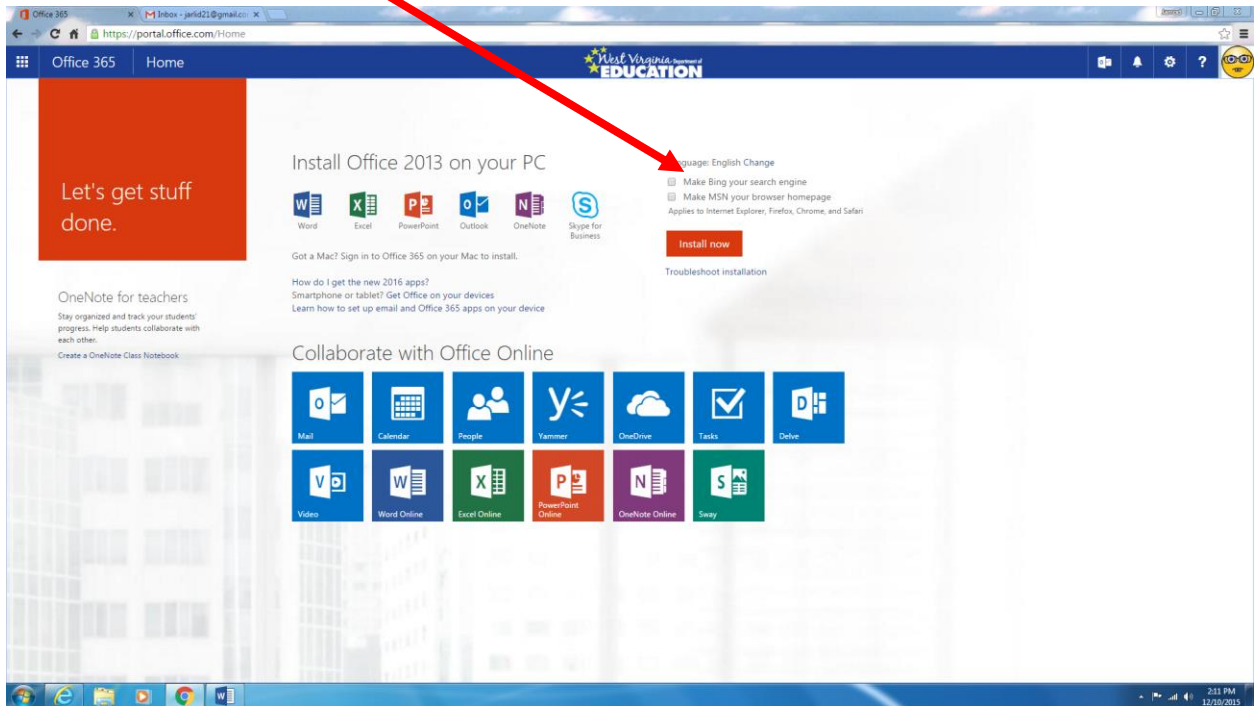 Office 365
Inbox - jarlid21@gmail.co
https://portal.office.com/Home
Office 365 Home
West Virginia Department of
EDUCATION
?
Let's get stuff
done.
OneNote for teachers
Stay organized and track your students'
progress. Help students collaborate with
each other.
Create a OneNote Class Notebook
Install Office 2013 on your PC
Word Excel PowerPoint Outlook OneNote Skype for
Business
Got a Mac? Sign in to Office 365 on your Mac to install.
How do I get the new 2016 apps?
Smartphone or tablet? Get Office on your devices
Learn how to set up email and Office 365 apps on your device
English Change
Make Bing your search engine
Make MSN your browser homepage
Applies to Internet Explorer, Firefox, Chrome, and Safari
Install now
Troubleshoot installation
Collaborate with Office Online
Mail Calendar People Yammer OneDrive Tasks Delve
Video Word Online Excel Online PowerPoint
Online OneNote Online Sway
2:11 PM
12/10/2015